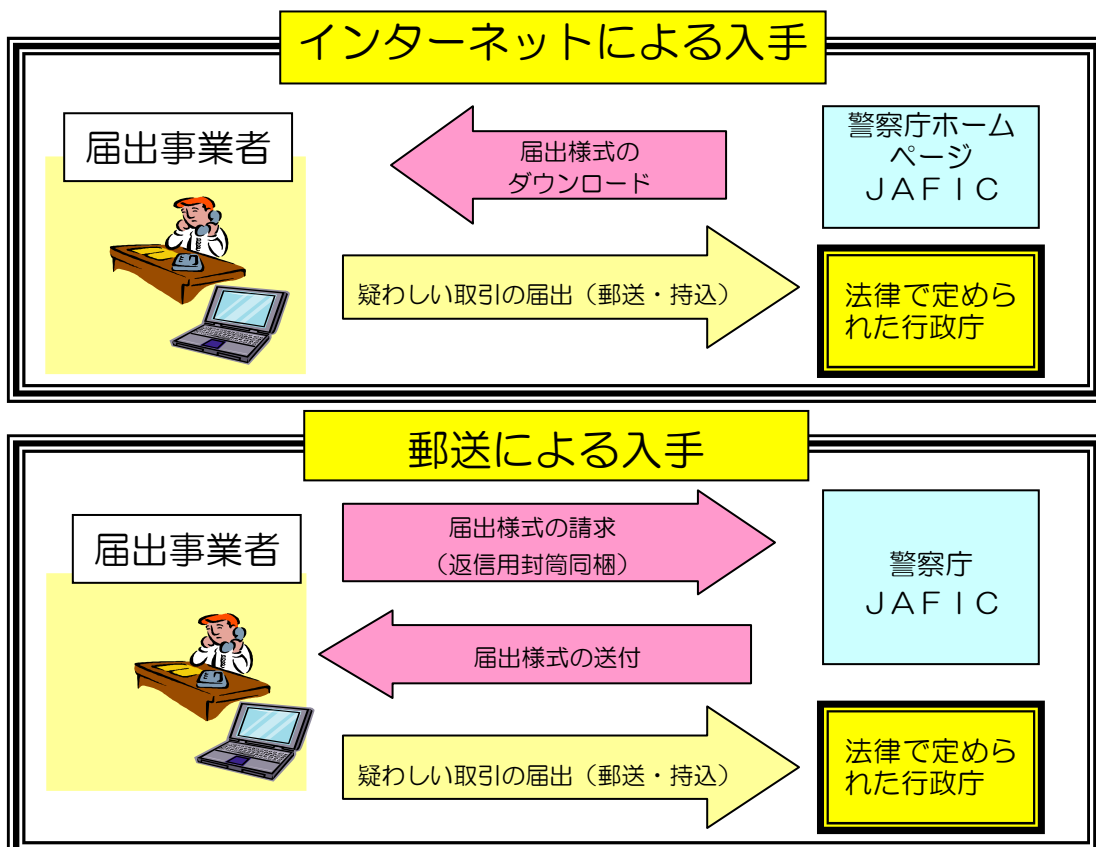 インターネットによる入手
届出事業者
届出様式の
ダウンロード
警察庁ホーム
ページ
ＪＡＦＩＣ
疑わしい取引の届出（郵送・持込）
法律で定めら
れた行政庁
郵送による入手
届出事業者
届出様式の請求
（返信用封筒同梱）
警察庁
ＪＡＦＩＣ
届出様式の送付
疑わしい取引の届出（郵送・持込）
法律で定めら
れた行政庁